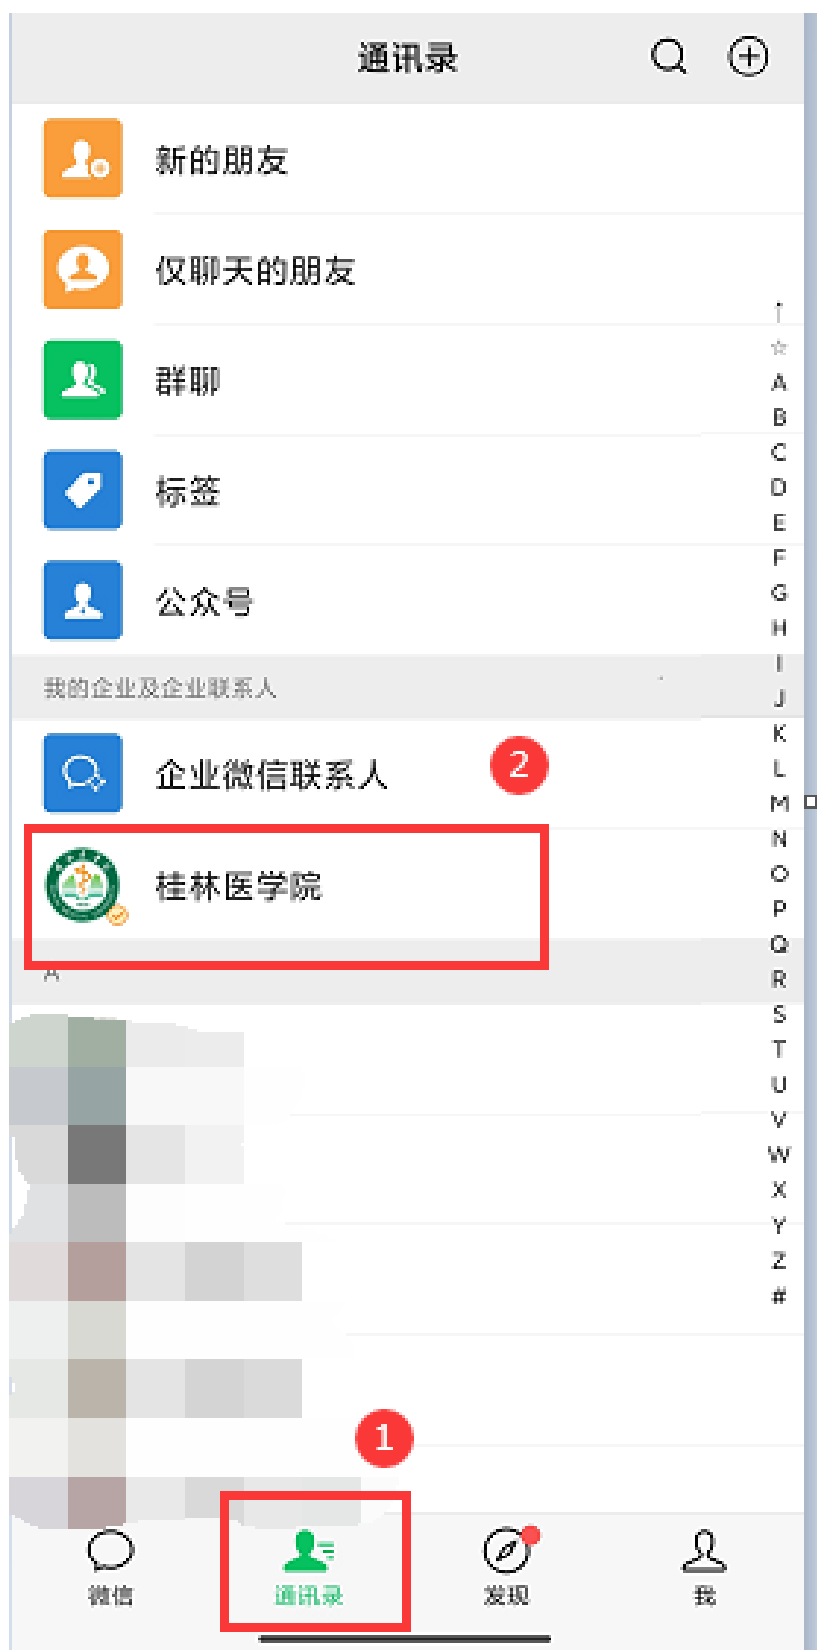 通讯录
新的朋友
仅聊天的朋友
群聊
标签
公众号
我的企业及企业联系人
企业微信联系人
2
桂林医学院
A
↑
☆
A
B
C
D
E
F
G
H
I
J
K
L
M
N
O
P
Q
R
S
T
U
V
W
X
Y
Z
#
1
微信
通讯录
发现
我